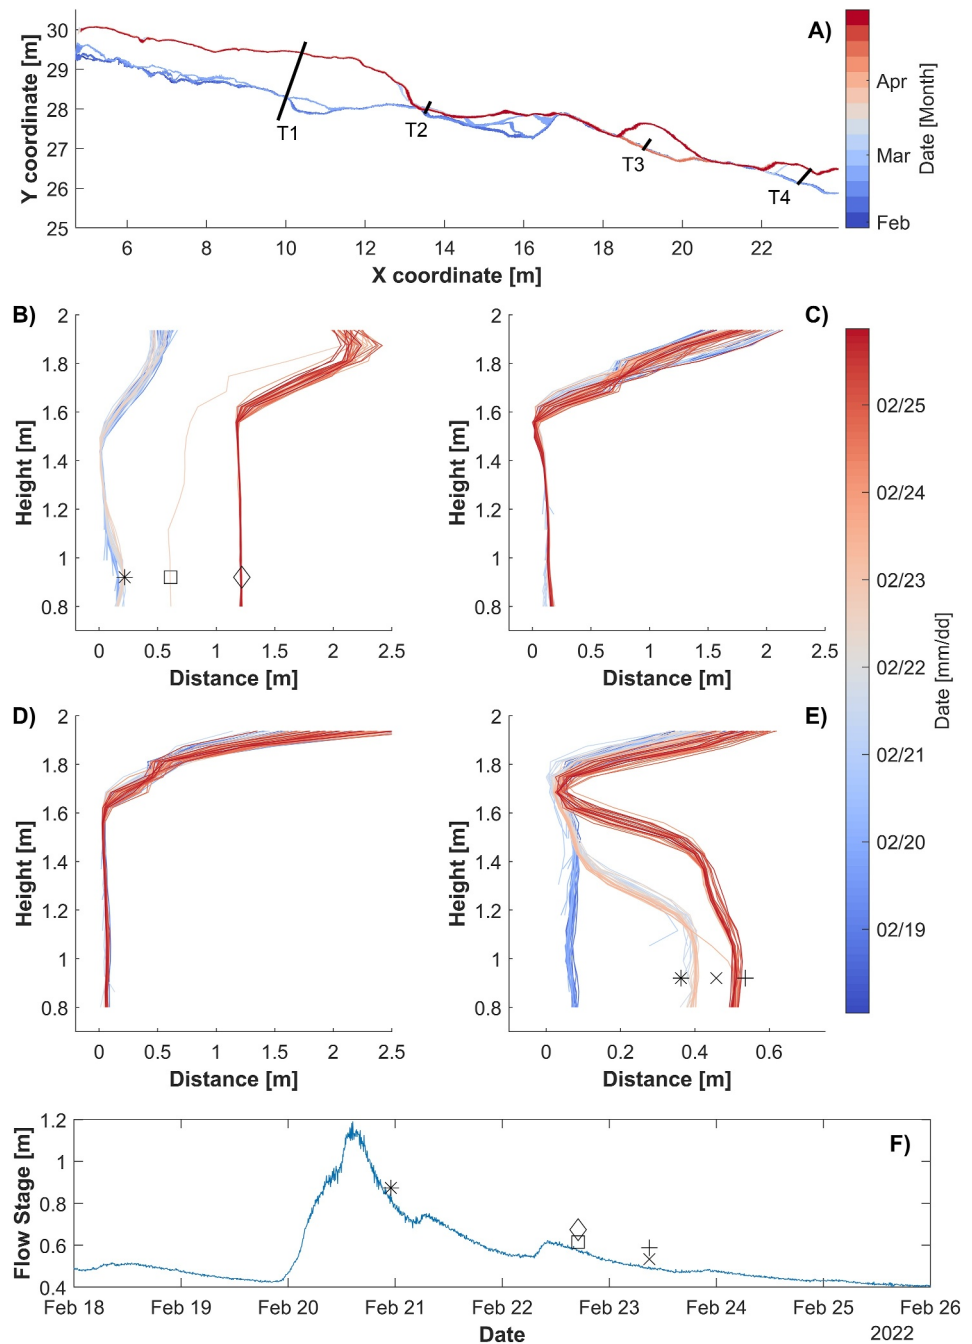 A)
30
29
28
27
26
25
Y coordinate [m]
T1
T2
T3
T4
6
8
10
12
14
16
18
20
22
X coordinate [m]
Apr
Mar
Feb
Date [Month]
B)
2
1.8
1.6
1.4
1.2
1
0.8
Height [m]
0
0.5
1
1.5
2
2.5
Distance [m]
C)
2
1.8
1.6
1.4
1.2
1
0.8
Height [m]
0
0.5
1
1.5
2
2.5
Distance [m]
02/25
02/24
02/23
02/22
02/21
02/20
02/19
Date [mm/dd]
D)
2
1.8
1.6
1.4
1.2
1
0.8
Height [m]
0
0.5
1
1.5
2
2.5
Distance [m]
E)
2
1.8
1.6
1.4
1.2
1
0.8
Height [m]
0
0.2
0.4
0.6
Distance [m]
F)
1.2
1
0.8
0.6
0.4
Flow Stage [m]
Feb 18
Feb 19
Feb 20
Feb 21
Feb 22
Feb 23
Feb 24
Feb 25
Feb 26
Date
2022